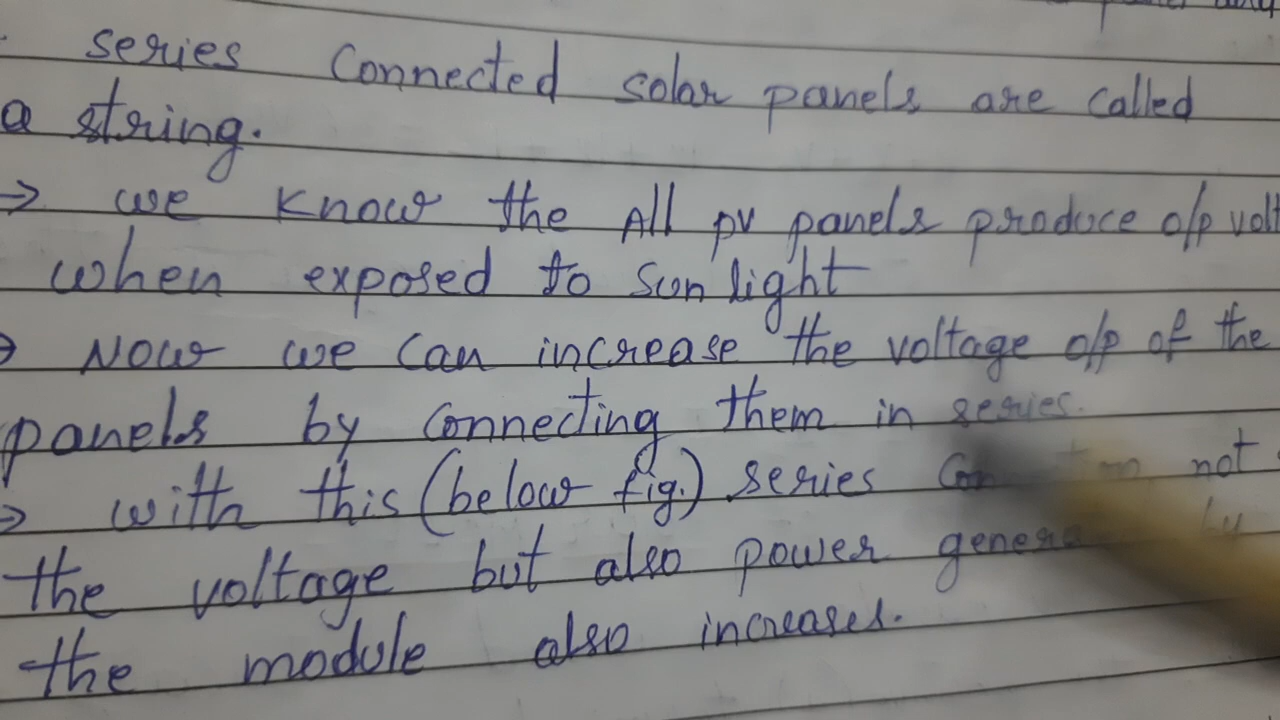 series connected solar panels are called
a string.
→ we know the All pv panels produce o/p volt
when exposed to sun light
→ Now we can increase the voltage o/p of the
panels by connecting them in series.
→ with this (below fig.) series not
the voltage but also power by
the module also increases.